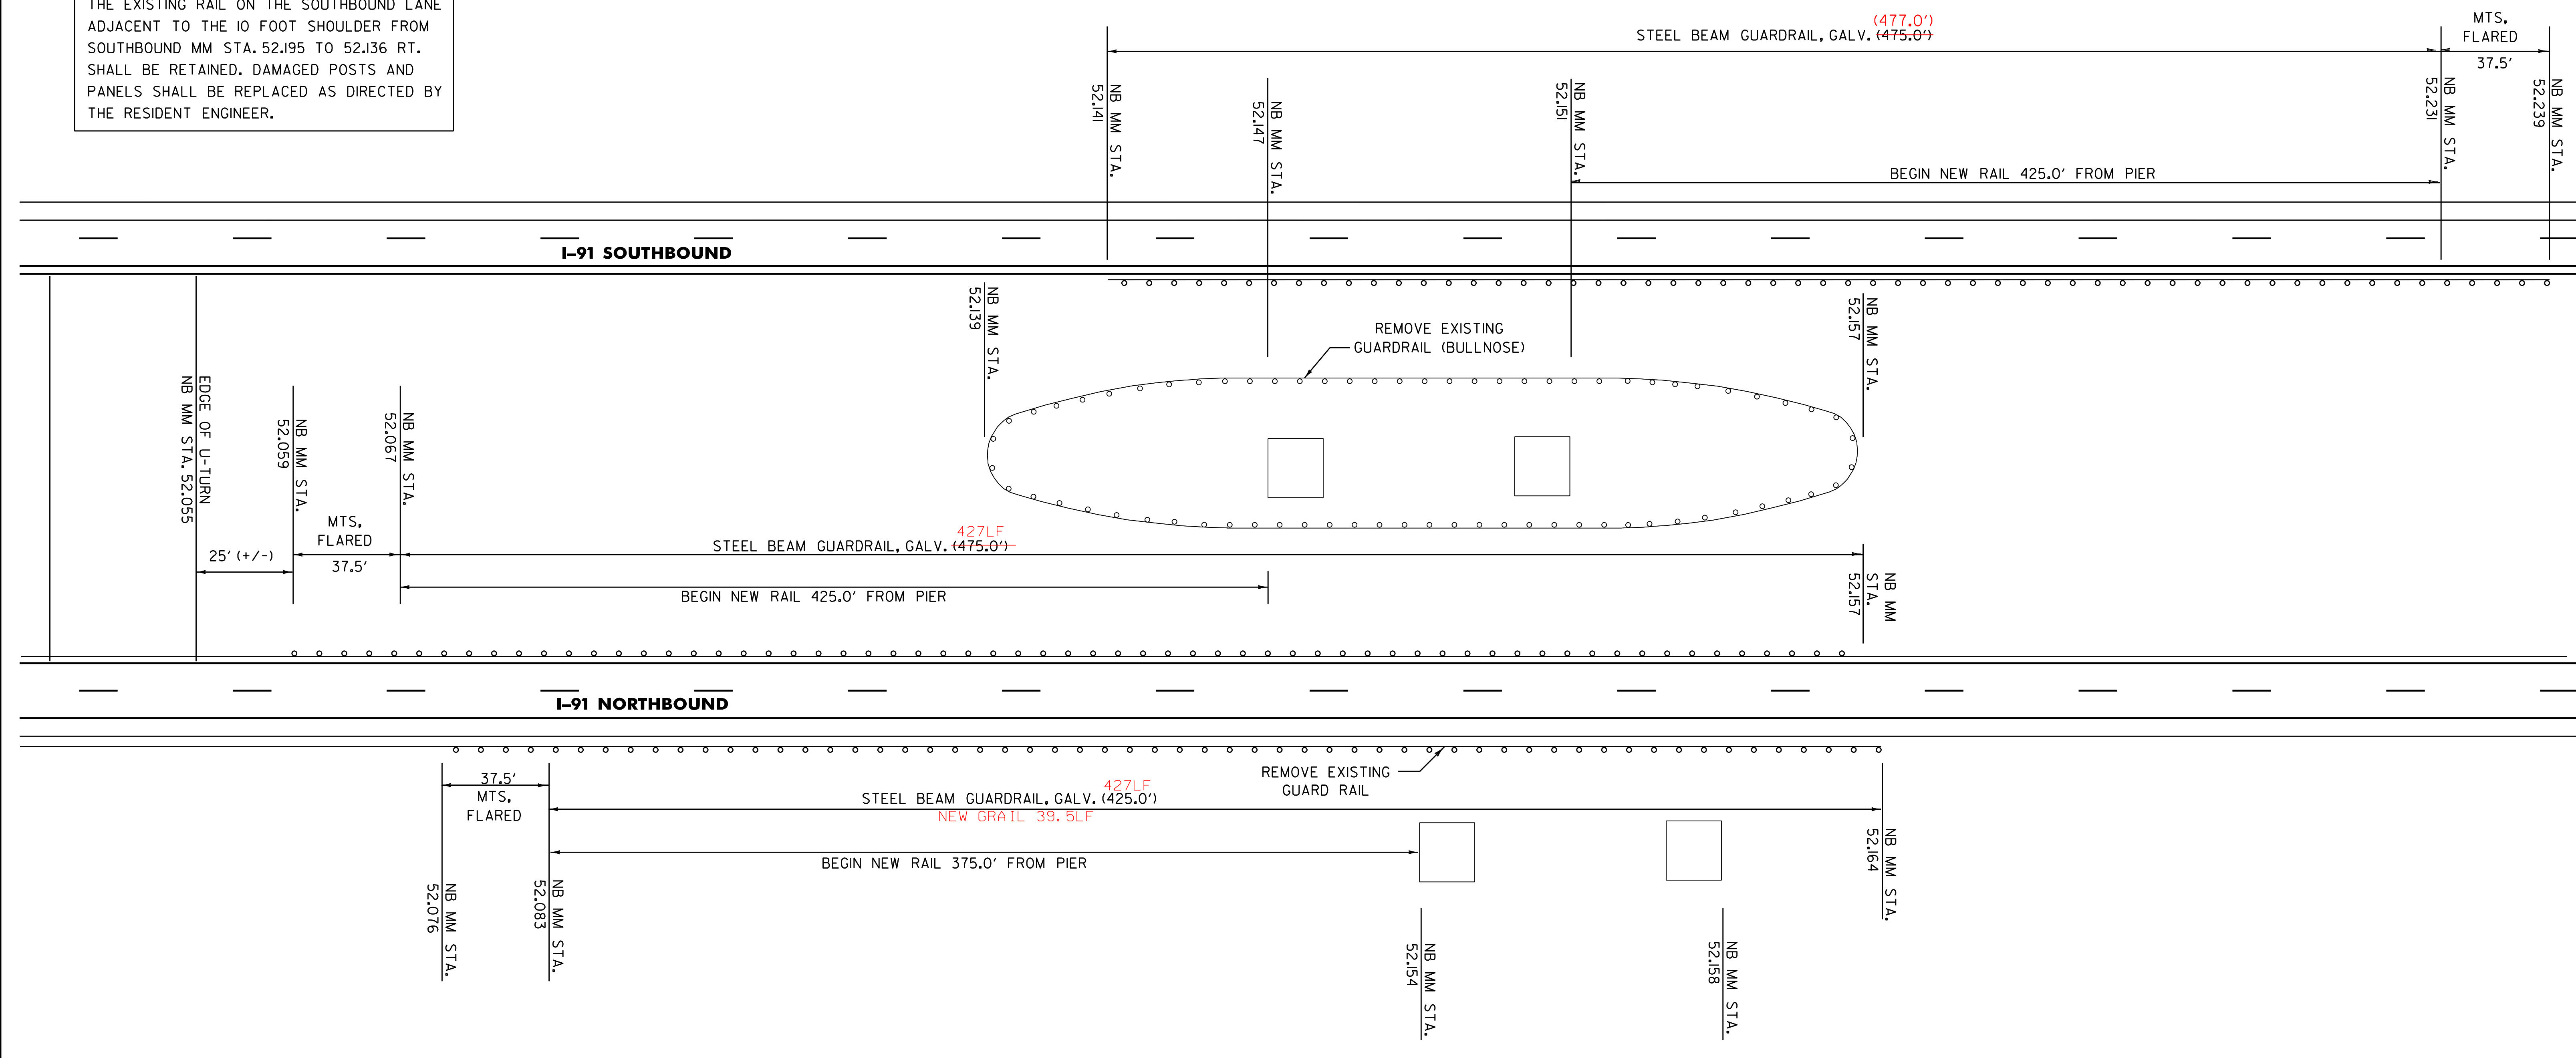 THE EXISTING RAIL ON THE SOUTHBOUND LANE
ADJACENT TO THE 10 FOOT SHOULDER FROM
SOUTHBOUND MM STA. 52.195 TO 52.136 RT.
SHALL BE RETAINED. DAMAGED POSTS AND
PANELS SHALL BE REPLACED AS DIRECTED BY
THE RESIDENT ENGINEER.
(477.0')
STEEL BEAM GUARDRAIL, GALV. (475.0')
MTS,
FLARED
37.5'
NB MM STA.
52.141
NB MM STA.
52.147
NB MM STA.
52.151
NB MM STA.
52.231
NB MM STA.
52.239
BEGIN NEW RAIL 425.0' FROM PIER
I-91 SOUTHBOUND
NB MM STA.
52.139
REMOVE EXISTING
GUARDRAIL (BULLNOSE)
NB MM STA.
52.157
EDGE OF U-TURN
NB MM STA. 52.055
NB MM STA.
52.059
NB MM STA.
52.067
25' (+/-)
MTS,
FLARED
37.5'
427LF
STEEL BEAM GUARDRAIL, GALV. (475.0')
BEGIN NEW RAIL 425.0' FROM PIER
NB MM
STA.
52.157
I-91 NORTHBOUND
37.5'
MTS,
FLARED
427LF
STEEL BEAM GUARDRAIL, GALV. (425.0')
NEW GRAIL 39.5LF
REMOVE EXISTING
GUARD RAIL
BEGIN NEW RAIL 375.0' FROM PIER
NB MM STA.
52.076
NB MM STA.
52.083
NB MM STA.
52.154
NB MM STA.
52.158
NB MM STA.
52.164